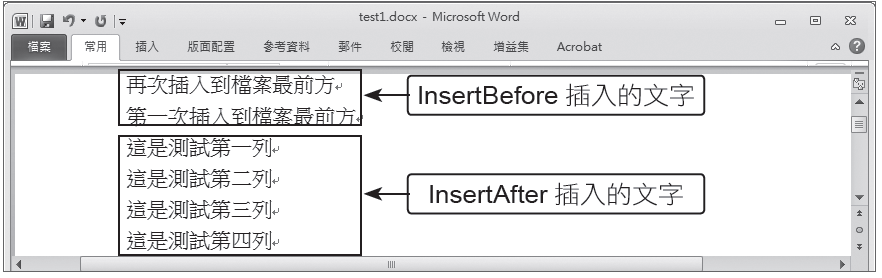 test1.docx - Microsoft Word
檔案 常用 插入 版面配置 參考資料 郵件 校閱 檢視 增益集 Acrobat
再次插入到檔案最前方
第一次插入到檔案最前方
InsertBefore 插入的文字
這是測試第一列
這是測試第二列
這是測試第三列
這是測試第四列
InsertAfter 插入的文字